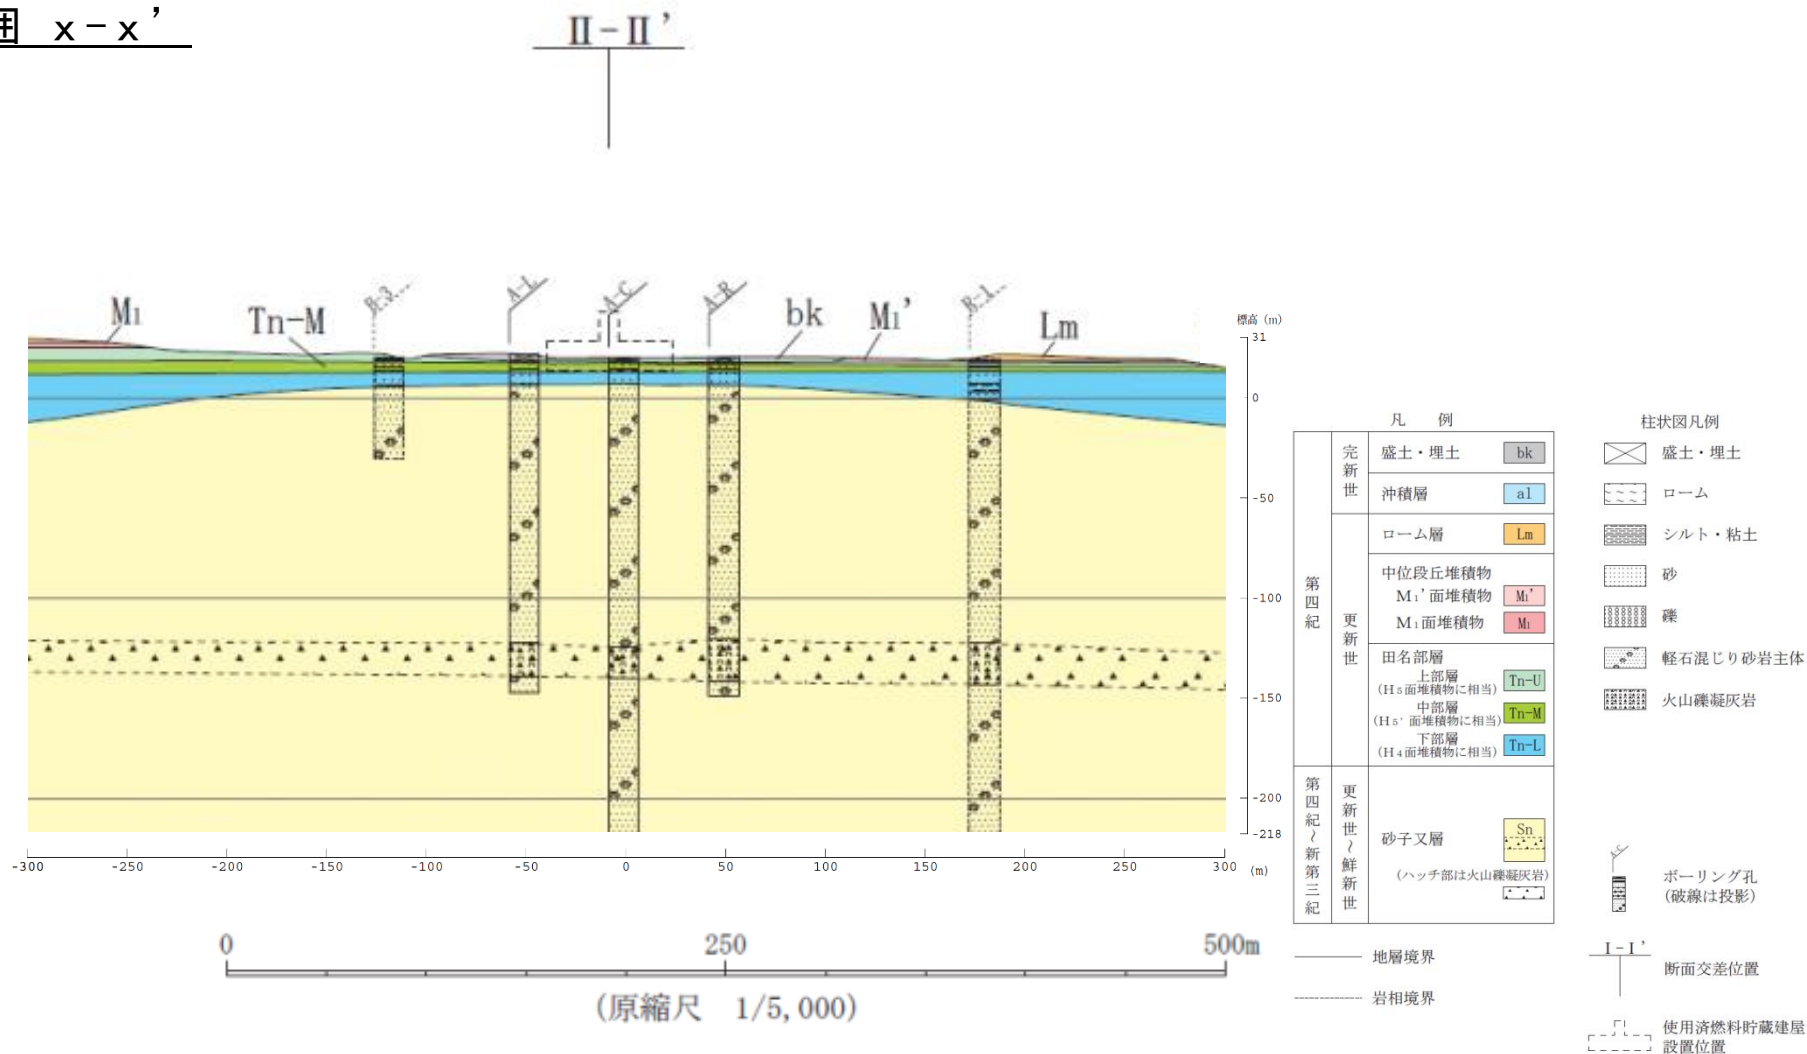 囲 x-x’
Ⅱ-Ⅱ’
M1
Tn-M
B-3
A-L
A-C
A-R
bk
M1’
B-1
Lm
標高(m)
31
0
-50
-100
-150
-200
-218
-300 -250 -200 -150 -100 -50 0 50 100 150 200 250 300 (m)
0 250 500m
(原縮尺 1/5,000)
凡 例
第四紀
完新世
盛土・埋土 bk
沖積層 al
更新世
ローム層 Lm
中位段丘堆積物
M1’面堆積物 M1’
M1面堆積物 M1
田名部層
上部層
(H5面堆積物に相当) Tn-U
中部層
(H5’面堆積物に相当) Tn-M
下部層
(H4面堆積物に相当) Tn-L
第四紀~新第三紀
更新世~鮮新世
砂子又層 Sn
(ハッチ部は火山礫凝灰岩)
地層境界
岩相境界
柱状図凡例
盛土・埋土
ローム
シルト・粘土
砂
礫
軽石混じり砂岩主体
火山礫凝灰岩
A-C
ボーリング孔
(破線は投影)
I-I’
断面交差位置
使用済燃料貯蔵建屋
設置位置